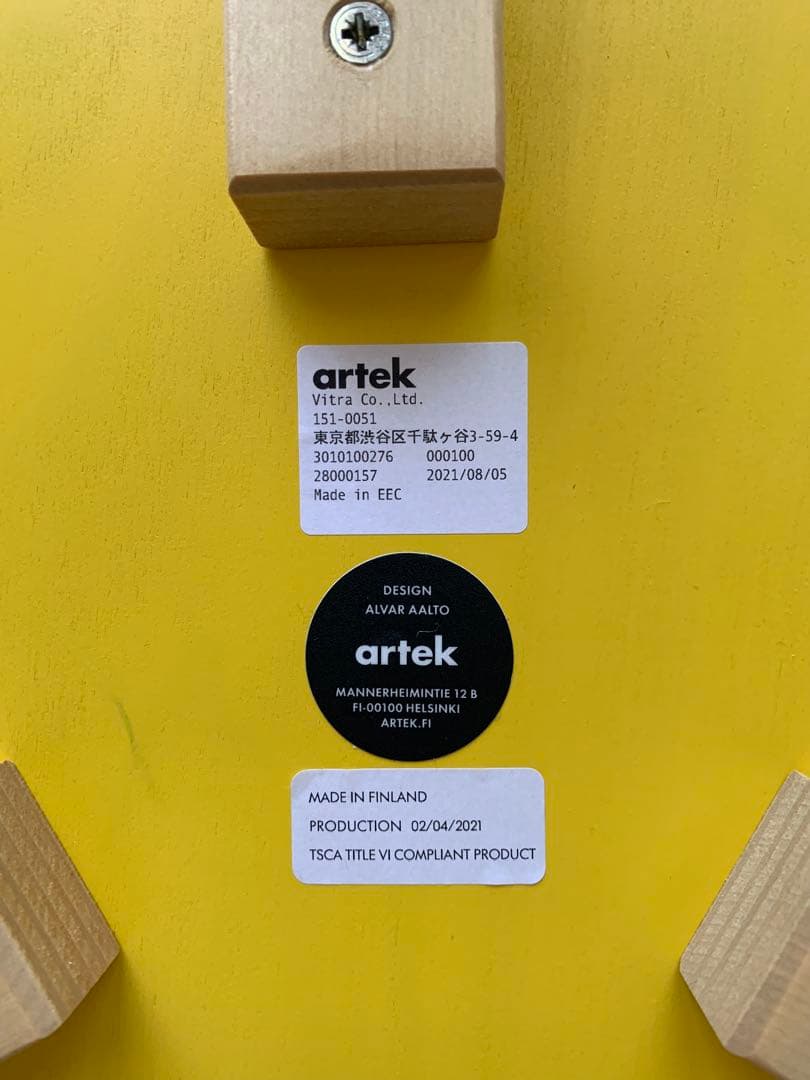 artek
Vitra Co.,Ltd.
151-0051
東京都渋谷区千駄ヶ谷3-59-4
3010100276 000100
28000157 2021/08/05
Made in EEC
DESIGN
ALVAR AALTO
artek
MANNERHEIMINTIE 12 B
FI-00100 HELSINKI
ARTEK.FI
MADE IN FINLAND
PRODUCTION 02/04/2021
TSCA TITLE VI COMPLIANT PRODUCT